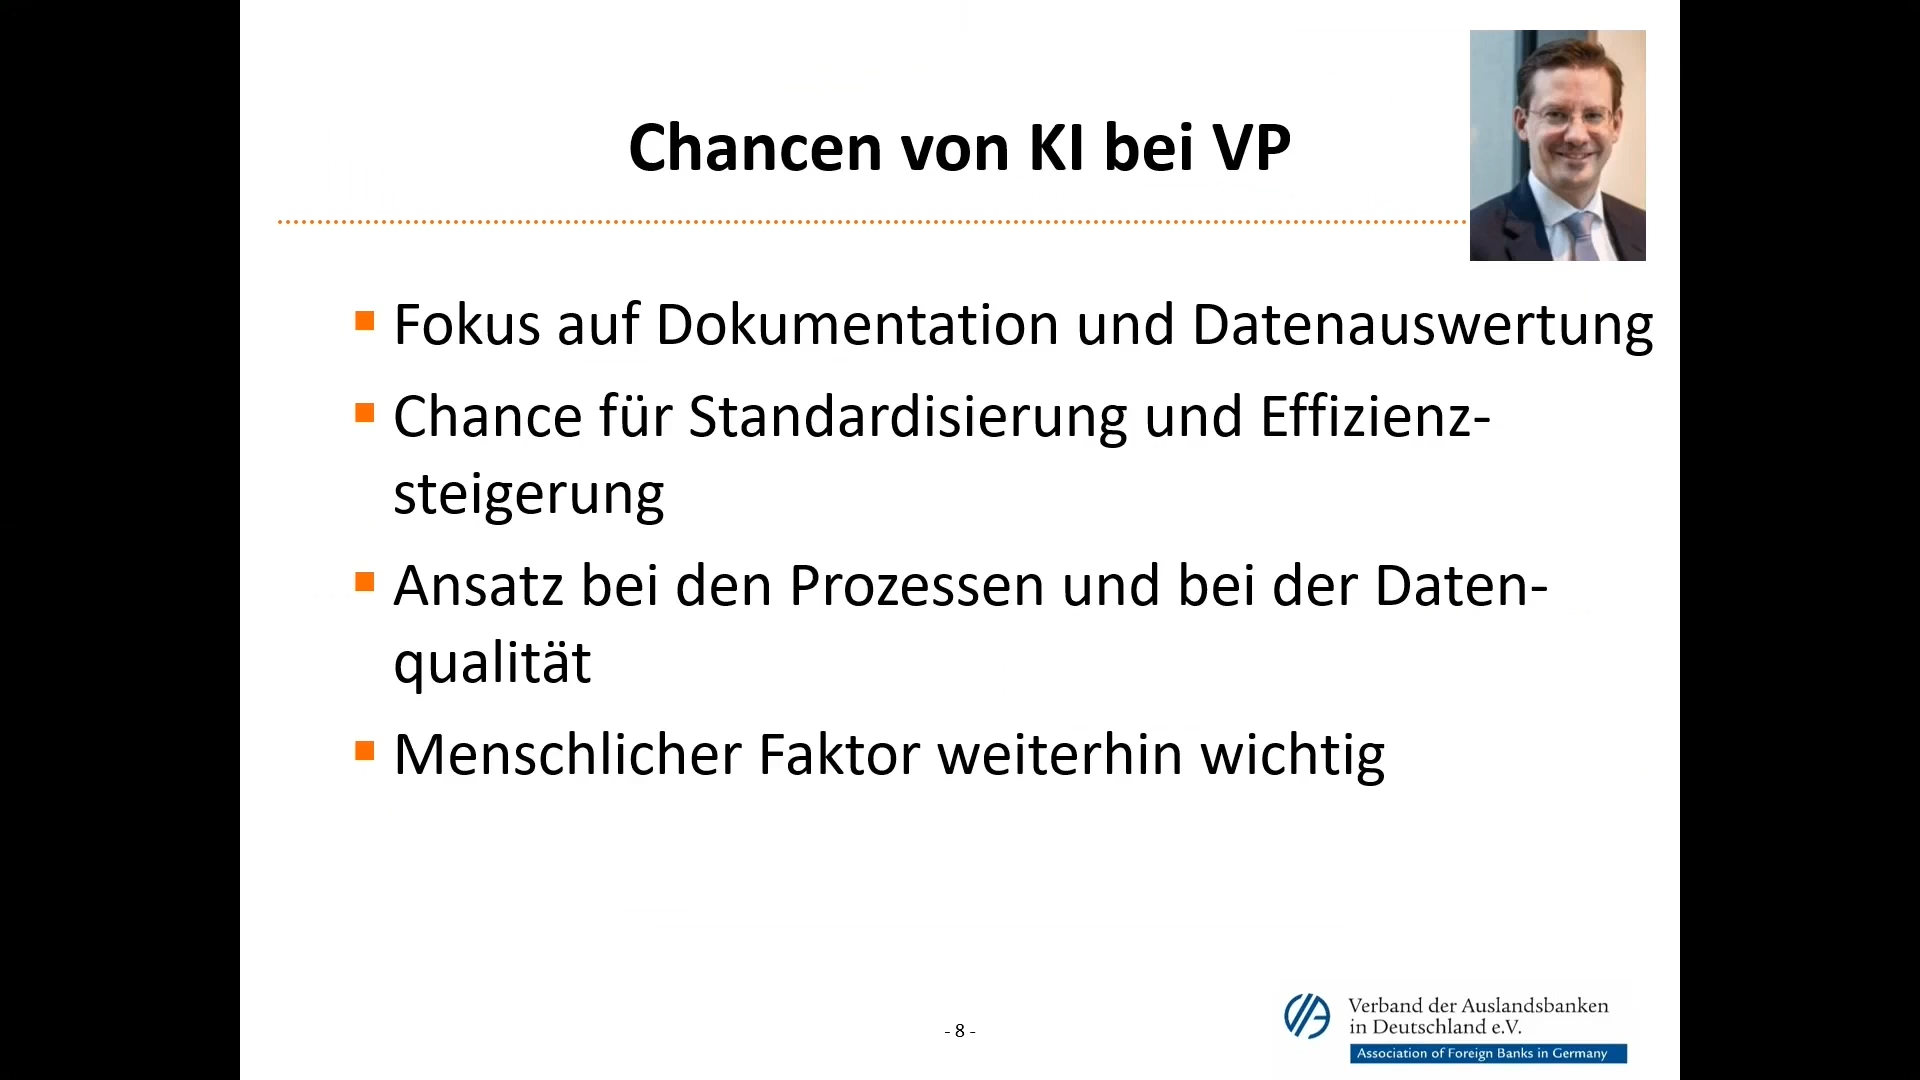 Chancen von KI bei VP
Fokus auf Dokumentation und Datenauswertung
Chance für Standardisierung und Effizienz-
steigerung
Ansatz bei den Prozessen und bei der Daten-
qualität
Menschlicher Faktor weiterhin wichtig
- 8 -
Verband der Auslandsbanken
in Deutschland e.V.
Association of Foreign Banks in Germany